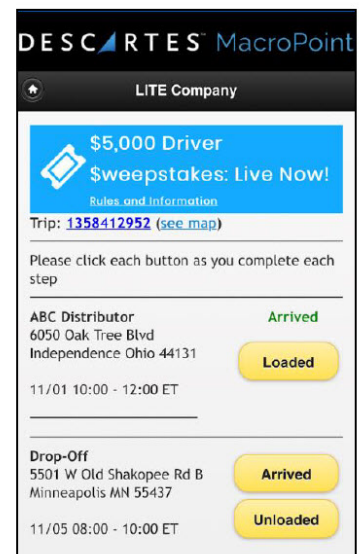 DESCARTES™ MacroPoint
LITE Company
$5,000 Driver
$weepstakes: Live Now!
Rules and Information
Trip: 1358412952 (see map)
Please click each button as you complete each
step
ABC Distributor
Arrived
6050 Oak Tree Blvd
Independence Ohio 44131
Loaded
11/01 10:00 - 12:00 ET
Drop-Off
5501 W Old Shakopee Rd B
Arrived
Minneapolis MN 55437
Unloaded
11/05 08:00 - 10:00 ET